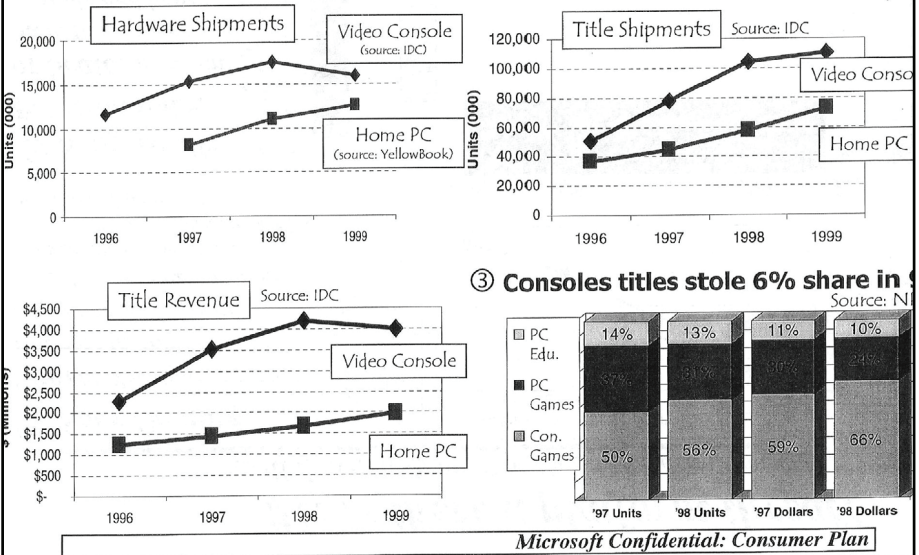 Hardware Shipments
Video Console
(source: IDC)
20,000
15,000
10,000
5,000
0
Units (000)
Home PC
(source: YellowBook)
1996 1997 1998 1999
Title Shipments
Source: IDC
120,000
100,000
80,000
60,000
40,000
20,000
0
Units (000)
Video Conso
Home PC
1996 1997 1998 1999
Title Revenue
Source: IDC
$4,500
$4,000
$3,500
$3,000
$2,500
$2,000
$1,500
$1,000
$500
$-
$ (Millions)
Video Console
Home PC
1996 1997 1998 1999
③ Consoles titles stole 6% share in
Source: N
PC
Edu.
PC
Games
Con.
Games
14% 13% 11% 10%
37% 31% 30% 24%
50% 56% 59% 66%
'97 Units '98 Units '97 Dollars '98 Dollars
Microsoft Confidential: Consumer Plan